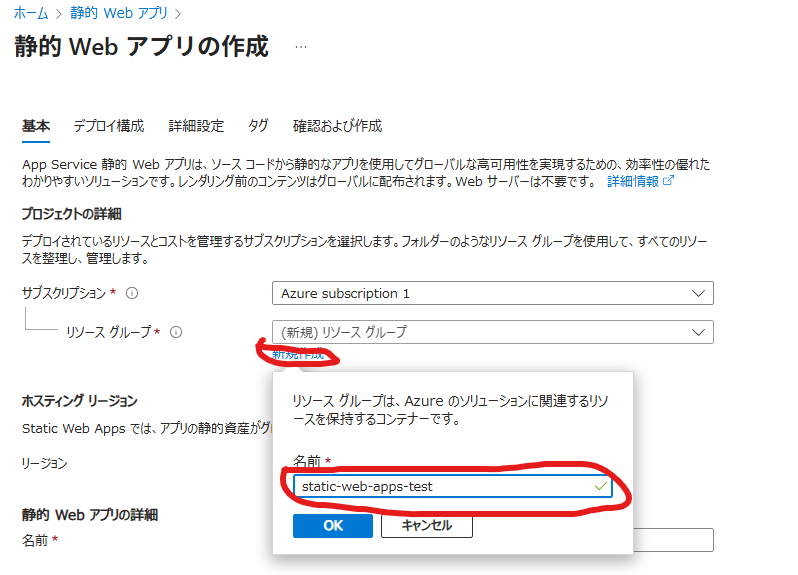 ホーム > 静的 Web アプリ >
静的 Web アプリの作成 …
基本 デプロイ構成 詳細設定 タグ 確認および作成
App Service 静的 Web アプリは、ソース コードから静的なアプリを使用してグローバルな高可用性を実現するための、効率性の優れた
わかりやすいソリューションです。レンダリング前のコンテンツはグローバルに配布されます。Web サーバーは不要です。 詳細情報
プロジェクトの詳細
デプロイされているリソースとコストを管理するサブスクリプションを選択します。フォルダーのようなリソース グループを使用して、すべてのリソー
スを整理し、管理します。
サブスクリプション *
Azure subscription 1
リソース グループ *
(新規) リソース グループ
新規作成
リソース グループは、Azure のソリューションに関連するリソ
ースを保持するコンテナーです。
名前 *
static-web-apps-test
OK キャンセル
ホスティング リージョン
Static Web Apps では、アプリの静的資産がグ
リージョン
静的 Web アプリの詳細
名前 *